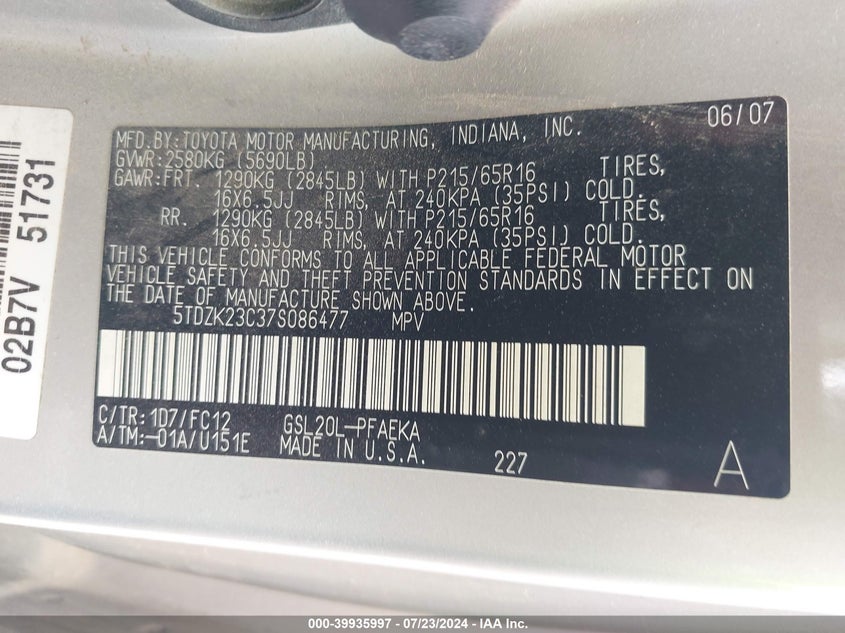 02B7V 51731
06/07
MFD.BY:TOYOTA MOTOR MANUFACTURING, INDIANA, INC.
GVWR:2580KG (5690LB)
GAWR:FRT. 1290KG (2845LB) WITH P215/65R16 TIRES,
16X6.5JJ RIMS, AT 240KPA (35PSI) COLD.
RR. 1290KG (2845LB) WITH P215/65R16 TIRES,
16X6.5JJ RIMS, AT 240KPA (35PSI) COLD.
THIS VEHICLE CONFORMS TO ALL APPLICABLE FEDERAL MOTOR
VEHICLE SAFETY AND THEFT PREVENTION STANDARDS IN EFFECT ON
THE DATE OF MANUFACTURE SHOWN ABOVE.
5TDZK23C37S086477 MPV
C/TR:1D7/FC12 GSL20L-PFAEKA
A/TM:-01A/U151E MADE IN U.S.A. 227 A
000-39935997 - 07/23/2024 - IAA Inc.